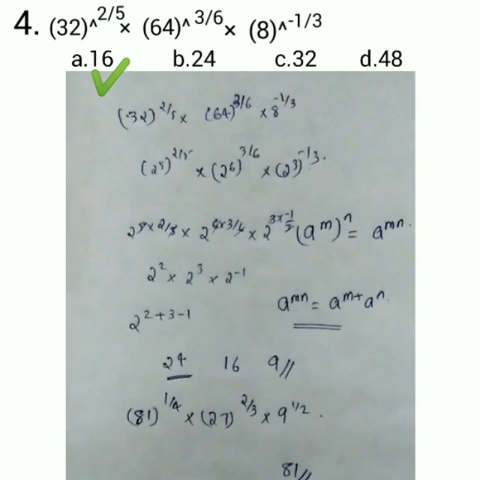 4. (32)^2/5 × (64)^3/6 × (8)^-1/3
a.16 b.24 c.32 d.48
(32)^2/5 × (64)^3/6 × 8^-1/3
(2^5)^2/5 × (2^6)^3/6 × (2^3)^-1/3.
2^5×2/5 × 2^6×3/6 × 2^3×-1/3 (a^m)^n = a^mn.
2^2 × 2^3 × 2^-1
a^mn = a^m+a^n.
2^2+3-1
2^4 16 9//
(81)^1/4 × (27)^2/3 × 9^1/2.
81//